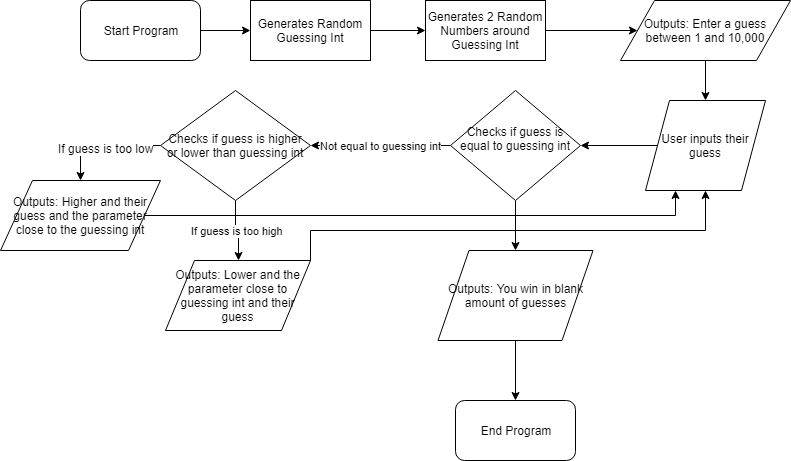 Start Program
Generates Random
Guessing Int
Generates 2 Random
Numbers around
Guessing Int
Outputs: Enter a guess
between 1 and 10,000
User inputs their
guess
Checks if guess is
equal to guessing int
Not equal to guessing int
Checks if guess is higher
or lower than guessing int
If guess is too low
Outputs: Higher and their
guess and the parameter
close to the guessing int
If guess is too high
Outputs: Lower and the
parameter close to
guessing int and their
guess
Outputs: You win in blank
amount of guesses
End Program